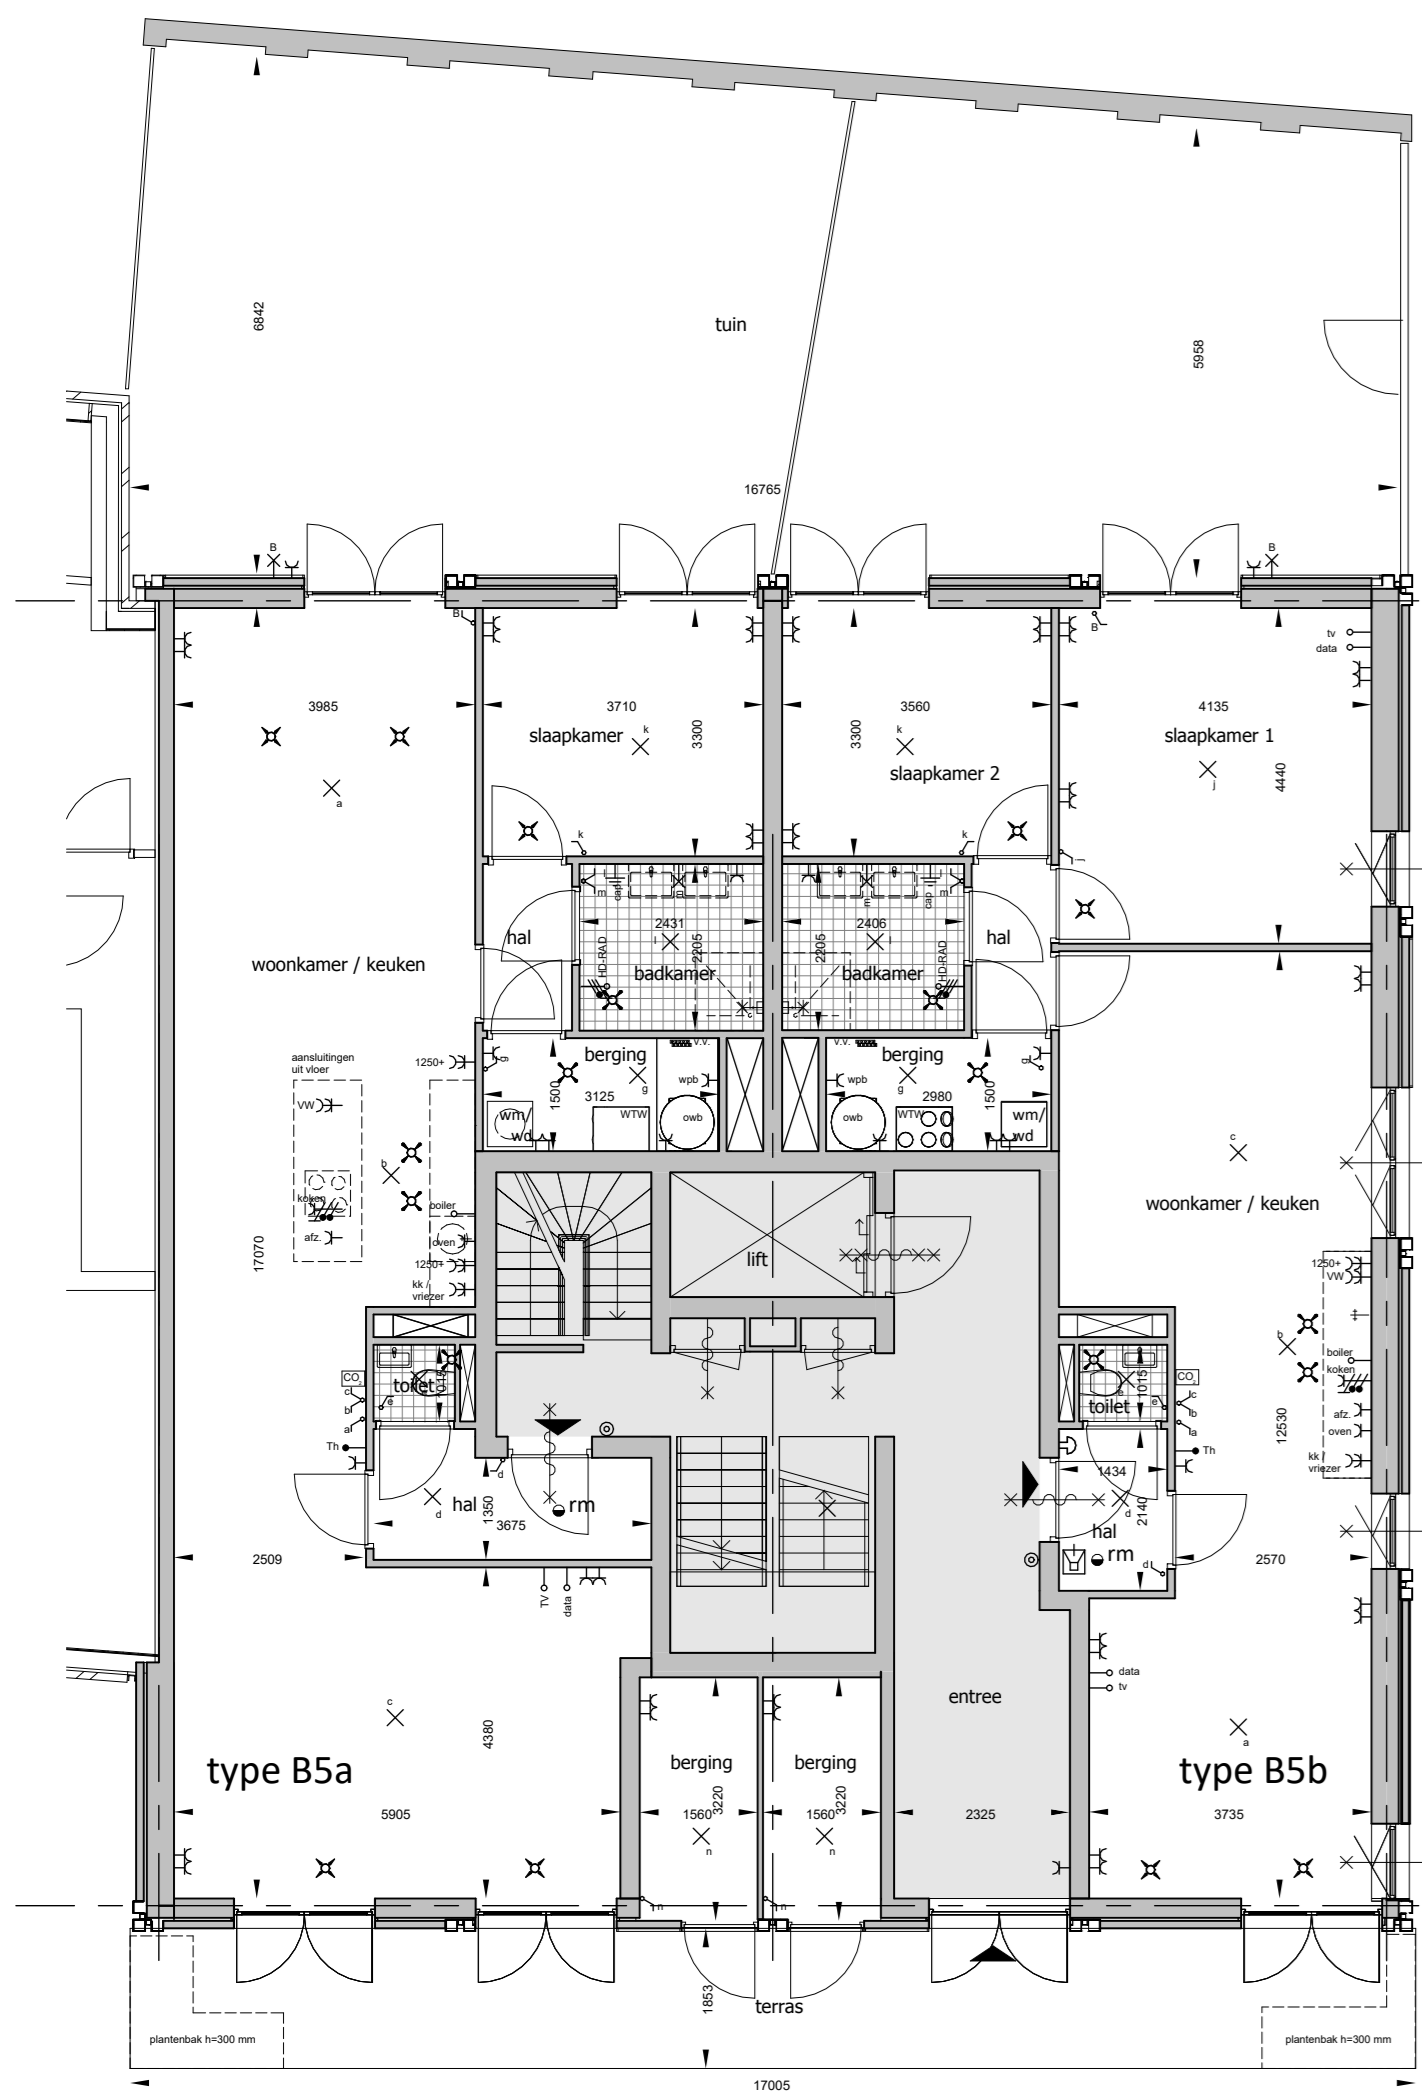 6842
tuin
5958
16765
B
B
B
B
tv
data
3985
3710
3560
4135
slaapkamer
k
3300
3300
k
slaapkamer 1
slaapkamer 2
4440
a
j
k
k
j
m
cap
m
m
cap
m
2431
2406
hal
l
2205
2205
l
hal
woonkamer / keuken
HD-RAD
badkamer
badkamer
HD-RAD
c
c
v.v.
v.v.
aansluitingen
uit vloer
1250+
g
berging
berging
g
VW
wpb
wpb
1500
3125
g
g
2980
1500
wm/
wd
WTW
owb
owb
WTW
wm/
wd
c
b
koken
boiler
woonkamer / keuken
afz.
oven
17070
lift
1250+
kk /
vriezer
1250+
VW
b
boiler
koken
CO2
toilet
1015
e
c
b
a
Th
e
toilet
1015
e
CO2
c
b
a
Th
12530
afz.
oven
kk /
vriezer
d
1434
d
hal
1350
rm
3675
d
2140
hal
rm
d
2509
2570
TV
data
data
tv
entree
c
4380
a
type B5a
berging
berging
type B5b
3220
3220
5905
1560
1560
2325
3735
n
n
n
n
1853
terras
plantenbak h=300 mm
plantenbak h=300 mm
17005